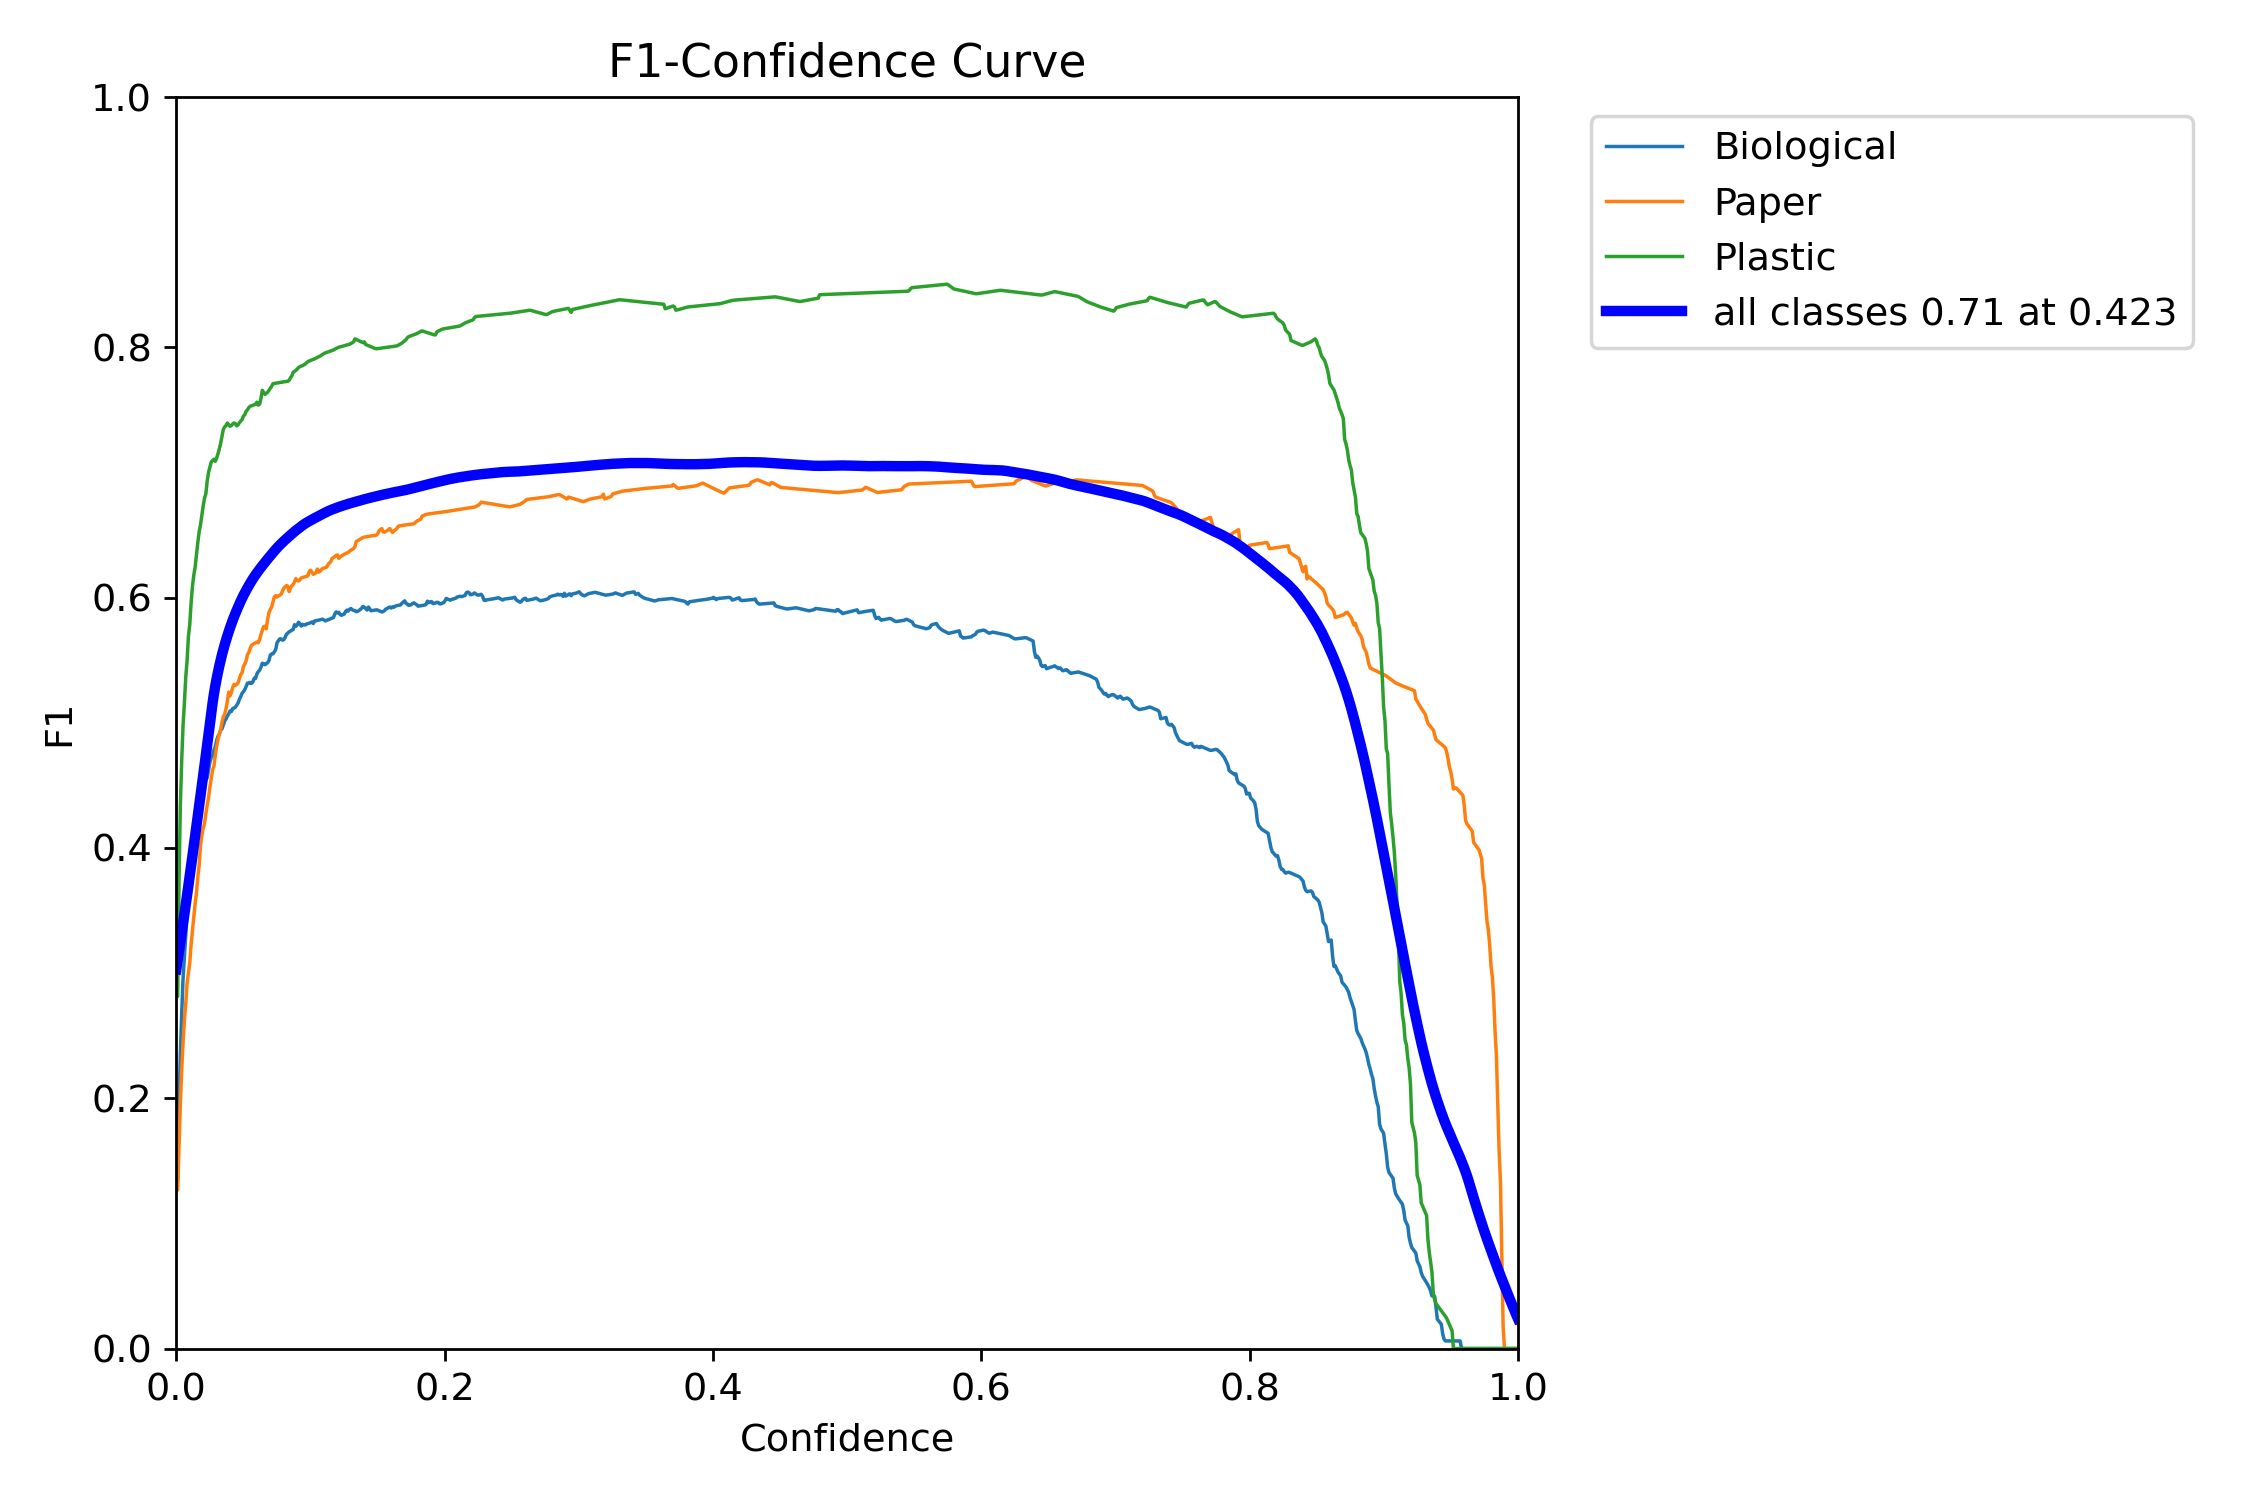 F1-Confidence Curve
1.0
0.8
0.6
0.4
0.2
0.0
F1
0.0 0.2 0.4 0.6 0.8 1.0
Confidence
Biological
Paper
Plastic
all classes 0.71 at 0.423